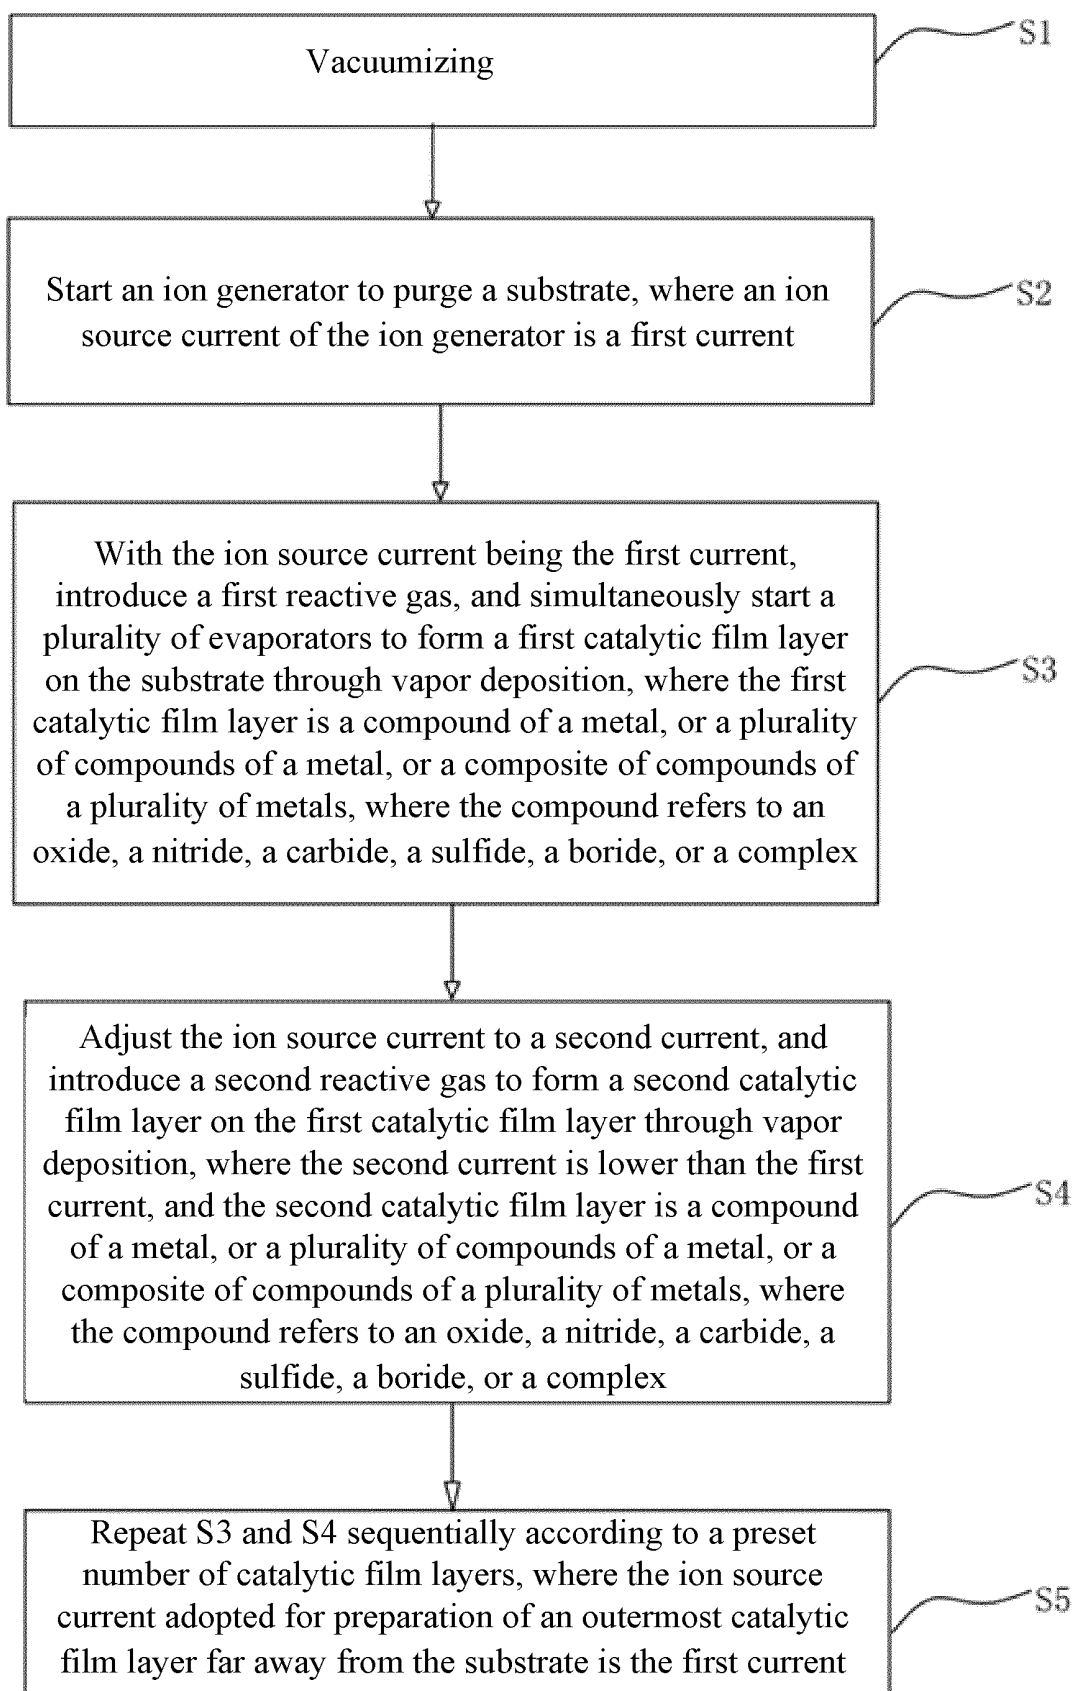 Vacuumizing
S1
Start an ion generator to purge a substrate, where an ion
source current of the ion generator is a first current
S2
With the ion source current being the first current,
introduce a first reactive gas, and simultaneously start a
plurality of evaporators to form a first catalytic film layer
on the substrate through vapor deposition, where the first
catalytic film layer is a compound of a metal, or a plurality
of compounds of a metal, or a composite of compounds of
a plurality of metals, where the compound refers to an
oxide, a nitride, a carbide, a sulfide, a boride, or a complex
S3
Adjust the ion source current to a second current, and
introduce a second reactive gas to form a second catalytic
film layer on the first catalytic film layer through vapor
deposition, where the second current is lower than the first
current, and the second catalytic film layer is a compound
of a metal, or a plurality of compounds of a metal, or a
composite of compounds of a plurality of metals, where
the compound refers to an oxide, a nitride, a carbide, a
sulfide, a boride, or a complex
S4
Repeat S3 and S4 sequentially according to a preset
number of catalytic film layers, where the ion source
current adopted for preparation of an outermost catalytic
film layer far away from the substrate is the first current
S5